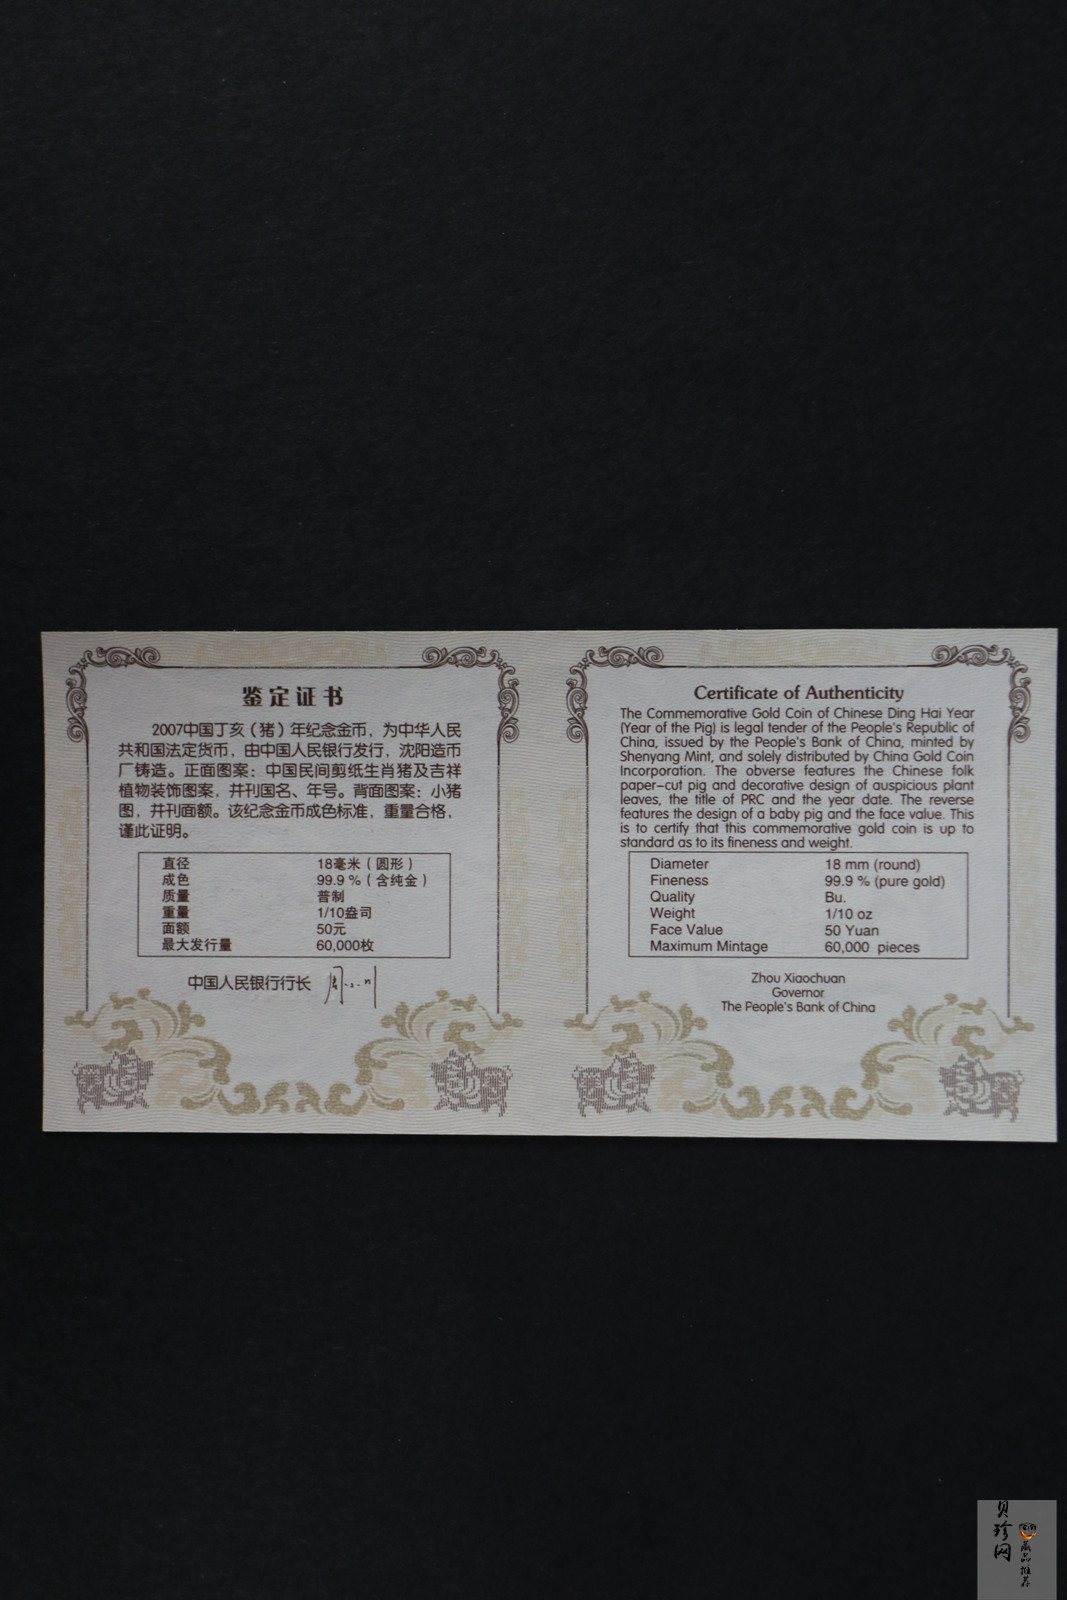 鉴定证书
2007中国丁亥（猪）年纪念金币，为中华人民
共和国法定货币，由中国人民银行发行，沈阳造币
厂铸造。正面图案：中国民间剪纸生肖猪及吉祥
植物装饰图案，并刊国名、年号。背面图案：小猪
图，并刊面额。该纪念金币成色标准，重量合格，
谨此证明。
直径 18毫米（圆形）
成色 99.9%（含纯金）
质量 普制
重量 1/10盎司
面额 50元
最大发行量 60,000枚
中国人民银行行长
Certificate of Authenticity
The Commemorative Gold Coin of Chinese Ding Hai Year
(Year of the Pig) is legal tender of the People's Republic of
China, issued by the People's Bank of China, minted by
Shenyang Mint, and solely distributed by China Gold Coin
Incorporation. The obverse features the Chinese folk
paper-cut pig and decorative design of auspicious plant
leaves, the title of PRC and the year date. The reverse
features the design of a baby pig and the face value. This
is to certify that this commemorative gold coin is up to
standard as to its fineness and weight.
Diameter 18 mm (round)
Fineness 99.9 % (pure gold)
Quality Bu.
Weight 1/10 oz
Face Value 50 Yuan
Maximum Mintage 60,000 pieces
Zhou Xiaochuan
Governor
The People's Bank of China
贝珍网
藏品推荐